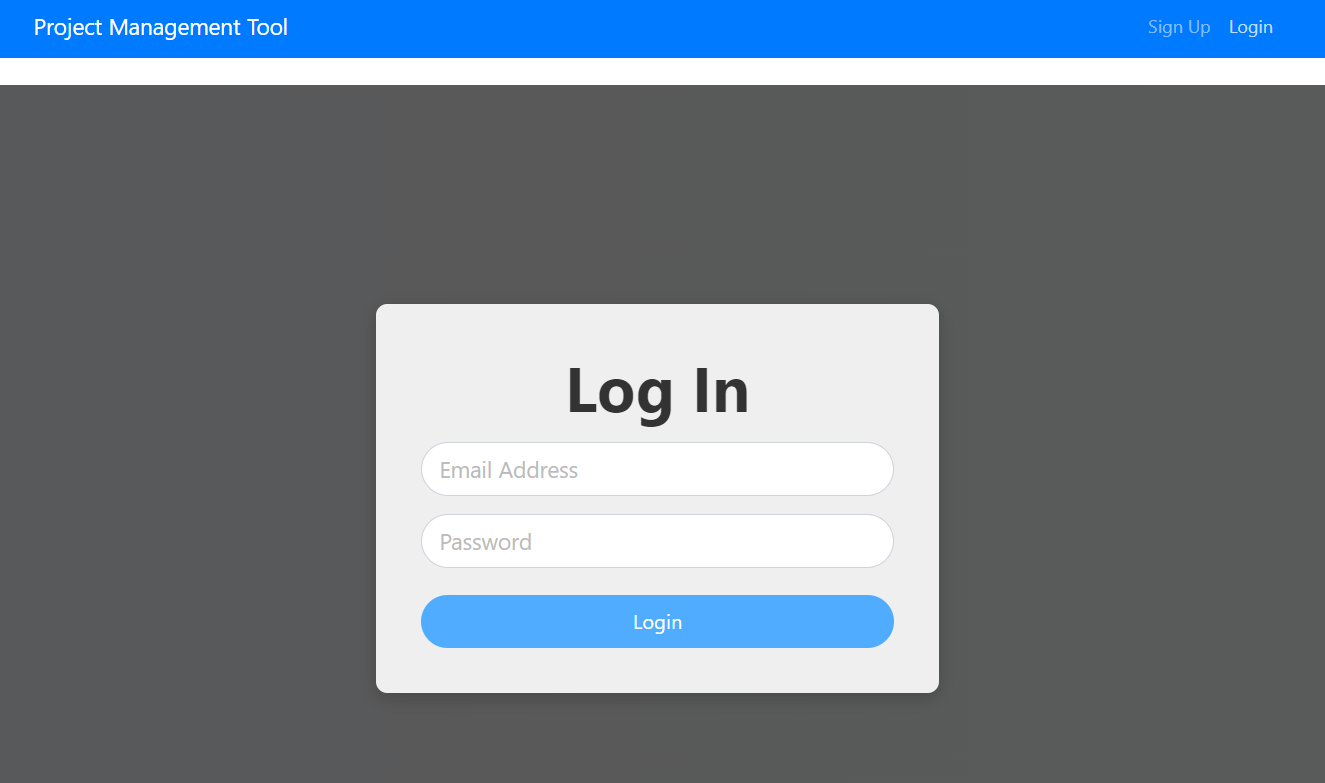 Project Management Tool
Sign Up Login
Log In
Email Address
Password
Login